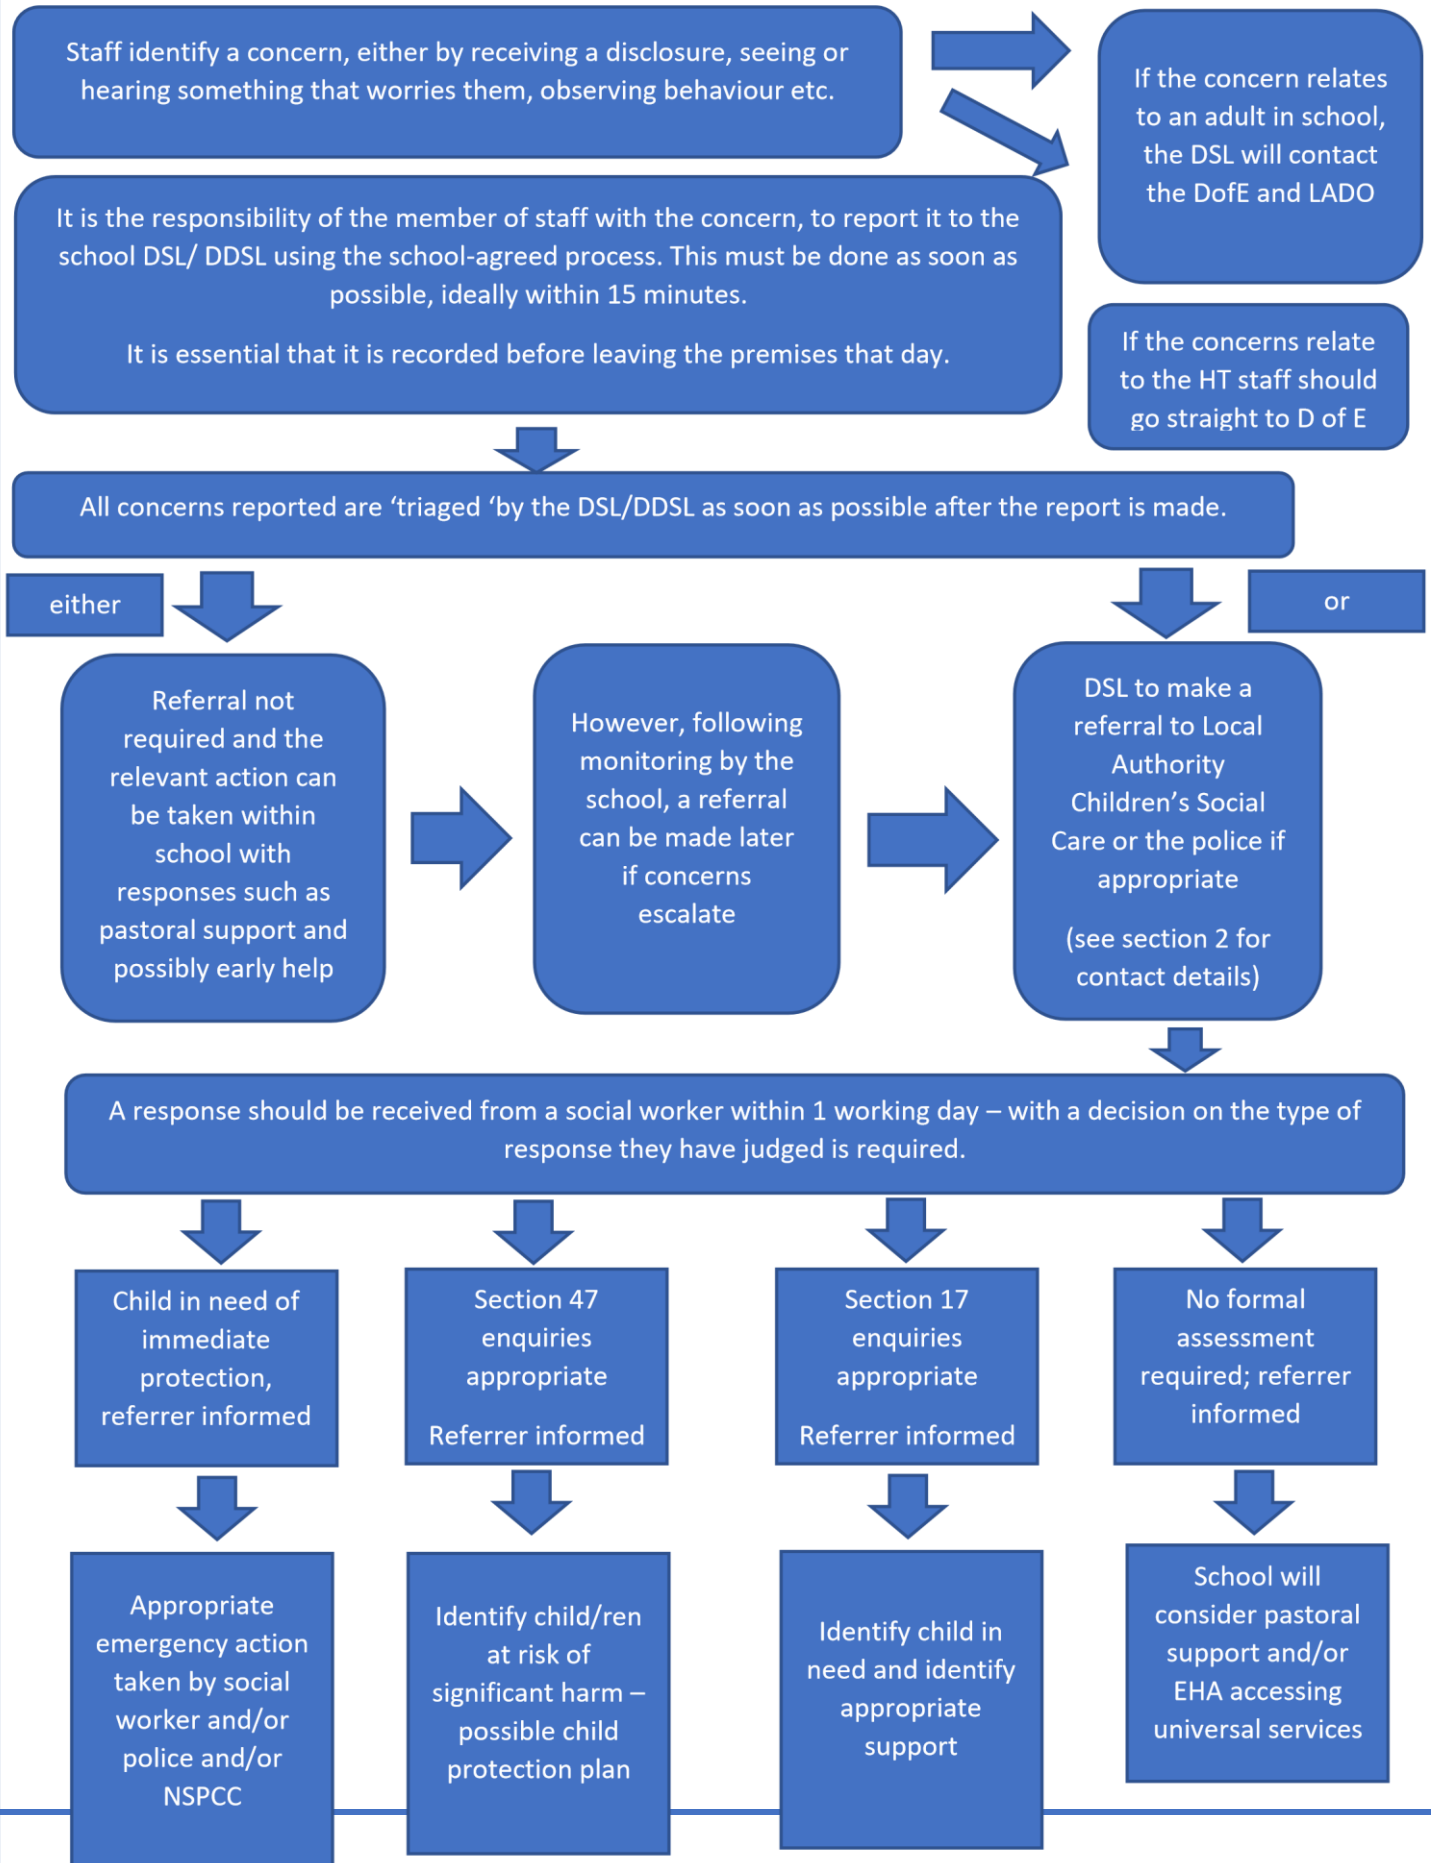 Staff identify a concern, either by receiving a disclosure, seeing or
hearing something that worries them, observing behaviour etc.
If the concern relates
to an adult in school,
the DSL will contact
the DofE and LADO
It is the responsibility of the member of staff with the concern, to report it to the
school DSL/ DDSL using the school-agreed process. This must be done as soon as
possible, ideally within 15 minutes.
It is essential that it is recorded before leaving the premises that day.
If the concerns relate
to the HT staff should
go straight to D of E
All concerns reported are ‘triaged ‘by the DSL/DDSL as soon as possible after the report is made.
either
or
Referral not
required and the
relevant action can
be taken within
school with
responses such as
pastoral support and
possibly early help
However, following
monitoring by the
school, a referral
can be made later
if concerns
escalate
DSL to make a
referral to Local
Authority
Children’s Social
Care or the police if
appropriate
(see section 2 for
contact details)
A response should be received from a social worker within 1 working day – with a decision on the type of
response they have judged is required.
Child in need of
immediate
protection,
referrer informed
Section 47
enquiries
appropriate
Referrer informed
Section 17
enquiries
appropriate
Referrer informed
No formal
assessment
required; referrer
informed
Appropriate
emergency action
taken by social
worker and/or
police and/or
NSPCC
Identify child/ren
at risk of
significant harm –
possible child
protection plan
Identify child in
need and identify
appropriate
support
School will
consider pastoral
support and/or
EHA accessing
universal services